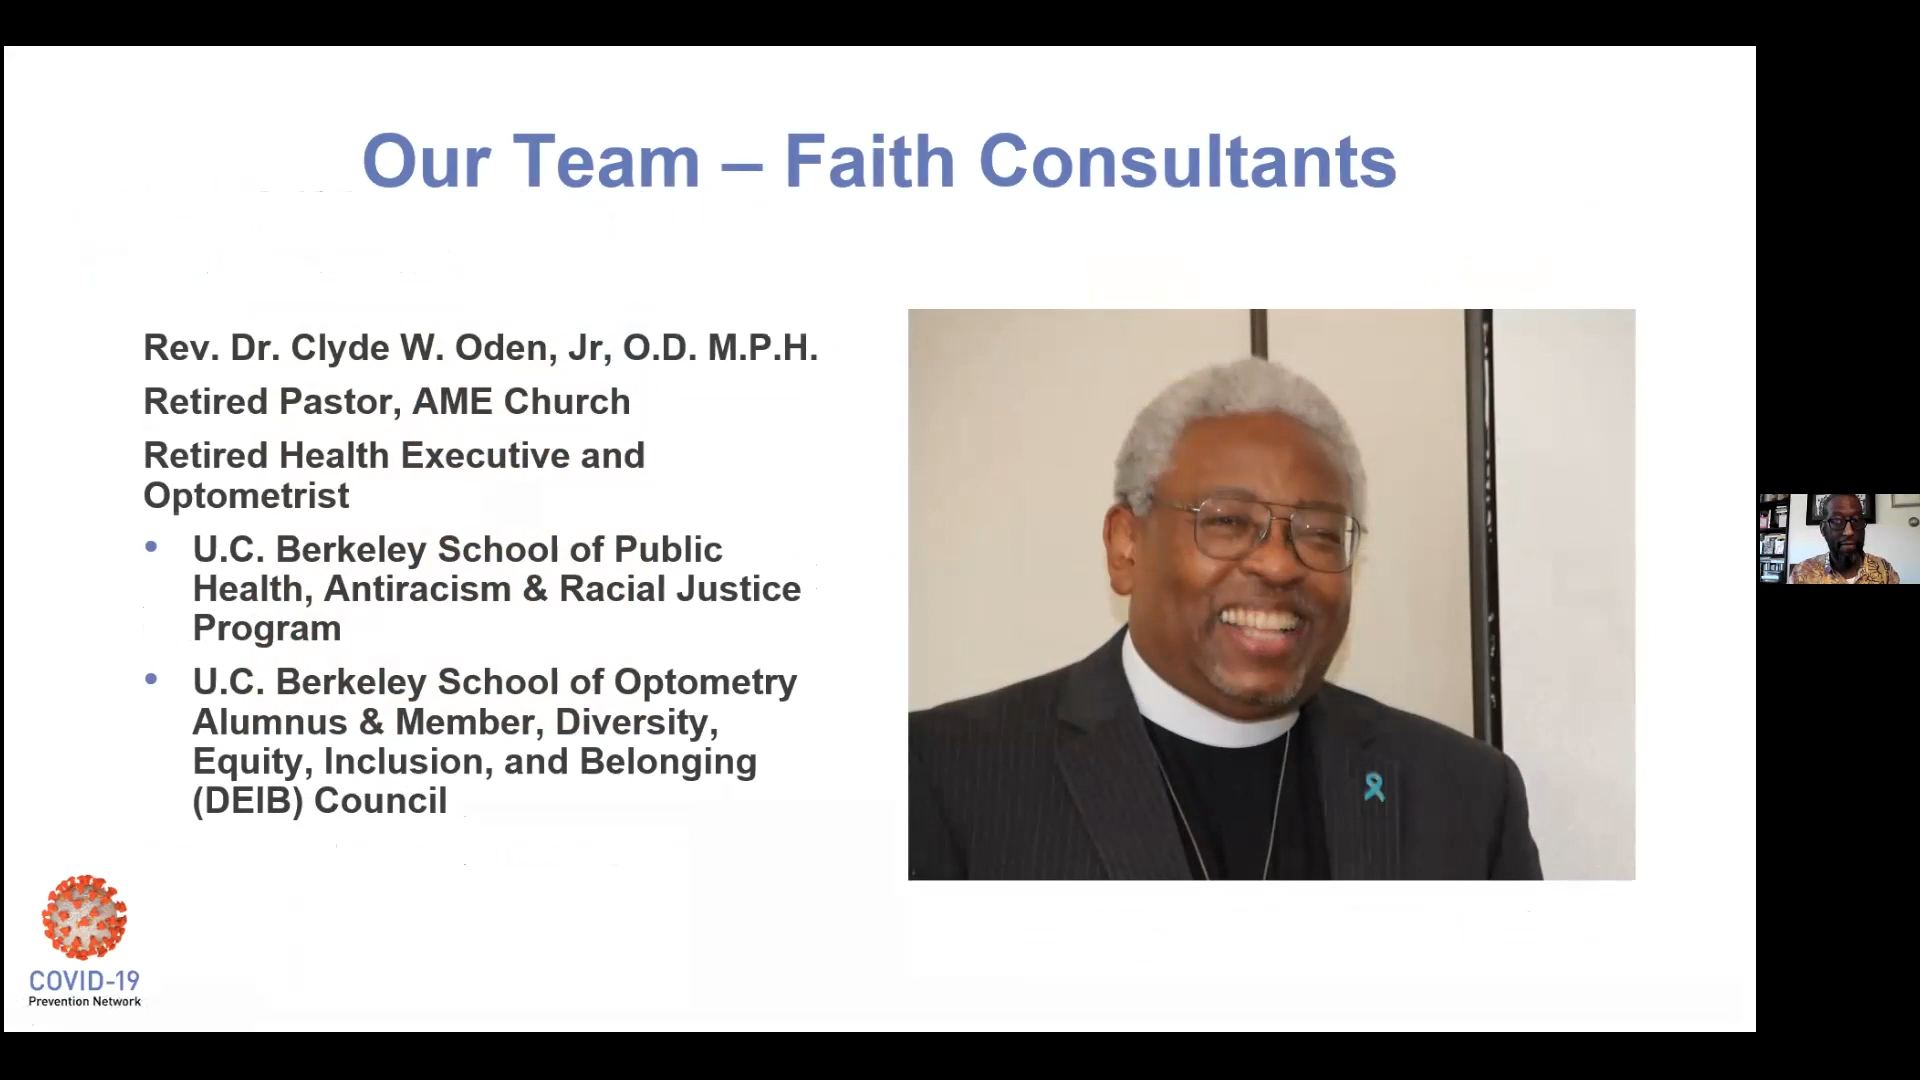 Our Team – Faith Consultants
Rev. Dr. Clyde W. Oden, Jr, O.D. M.P.H.
Retired Pastor, AME Church
Retired Health Executive and
Optometrist
• U.C. Berkeley School of Public
Health, Antiracism & Racial Justice
Program
• U.C. Berkeley School of Optometry
Alumnus & Member, Diversity,
Equity, Inclusion, and Belonging
(DEIB) Council
COVID-19
Prevention Network